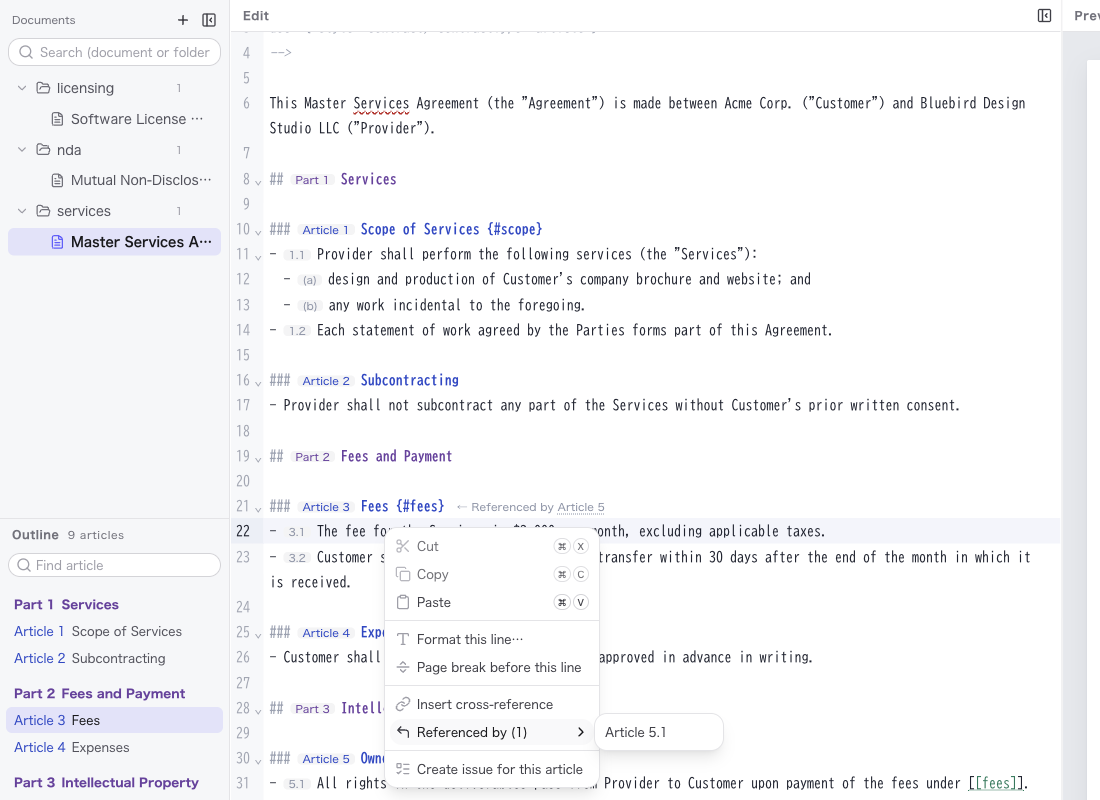 Documents
Search (document or folder
licensing 1
Software License ···
nda 1
Mutual Non-Disclos···
services 1
Master Services A···
Outline 9 articles
Find article
Part 1 Services
Article 1 Scope of Services
Article 2 Subcontracting
Part 2 Fees and Payment
Article 3 Fees
Article 4 Expenses
Part 3 Intellectual Property
Edit
4 -->
5
6 This Master Services Agreement (the "Agreement") is made between Acme Corp. ("Customer") and Bluebird Design
Studio LLC ("Provider").
7
8 ## Part 1 Services
9
10 ### Article 1 Scope of Services {#scope}
11 - 1.1 Provider shall perform the following services (the "Services"):
12 - (a) design and production of Customer's company brochure and website; and
13 - (b) any work incidental to the foregoing.
14 - 1.2 Each statement of work agreed by the Parties forms part of this Agreement.
15
16 ### Article 2 Subcontracting
17 - Provider shall not subcontract any part of the Services without Customer's prior written consent.
18
19 ## Part 2 Fees and Payment
20
21 ### Article 3 Fees {#fees} ← Referenced by Article 5
22 - 3.1 The fee for month, excluding applicable taxes.
23 - 3.2 Customer transfer within 30 days after the end of the month in which it
is received.
24
25 ### Article 4
26 - Customer shall approved in advance in writing.
27
28 ## Part 3
29
30 ### Article 5
31 - 5.1 All rights Provider to Customer upon payment of the fees under [[fees]].
Cut ⌘ X
Copy ⌘ C
Paste ⌘ V
Format this line···
Page break before this line
Insert cross-reference
Referenced by (1)
Create issue for this article
Article 5.1